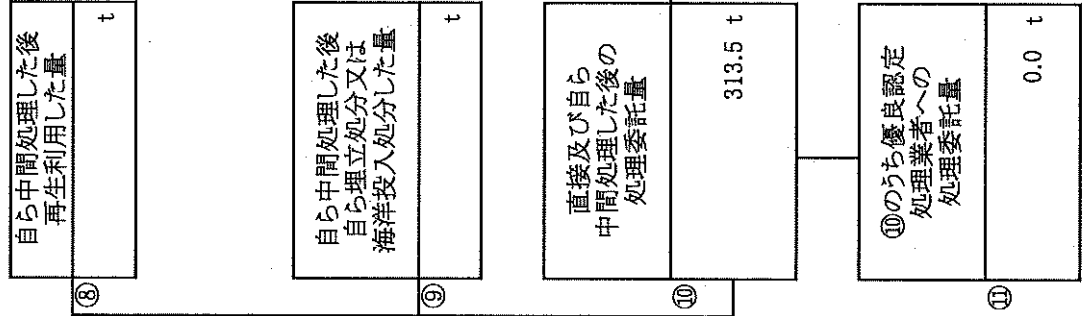 自ら中間処理した後
再生利用した量
⑧
t
自ら中間処理した後
自ら埋立処分又は
海洋投入処分した量
⑨
t
直接及び自ら
中間処理した後の
処理委託量
⑩
313.5 t
⑩のうち優良認定
処理業者への
処理委託量
⑪
0.0 t